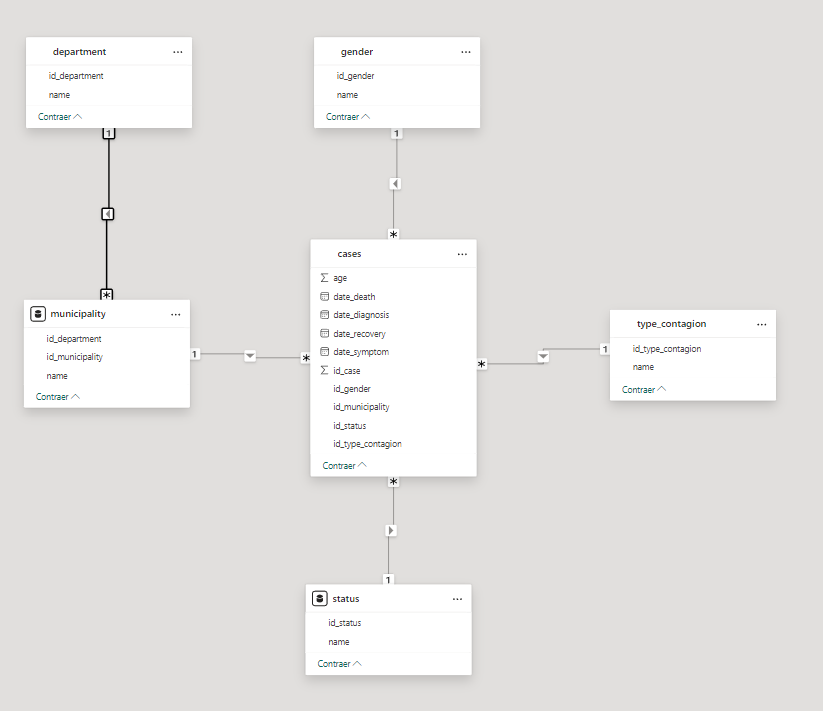 department
...
id_department
name
Contraer
gender
...
id_gender
name
Contraer
1
1
*
*
cases
...
Σ age
date_death
date_diagnosis
date_recovery
date_symptom
Σ id_case
id_gender
id_municipality
id_status
id_type_contagion
Contraer
municipality
...
id_department
id_municipality
name
Contraer
1
*
type_contagion
...
id_type_contagion
name
Contraer
1
*
*
1
status
...
id_status
name
Contraer